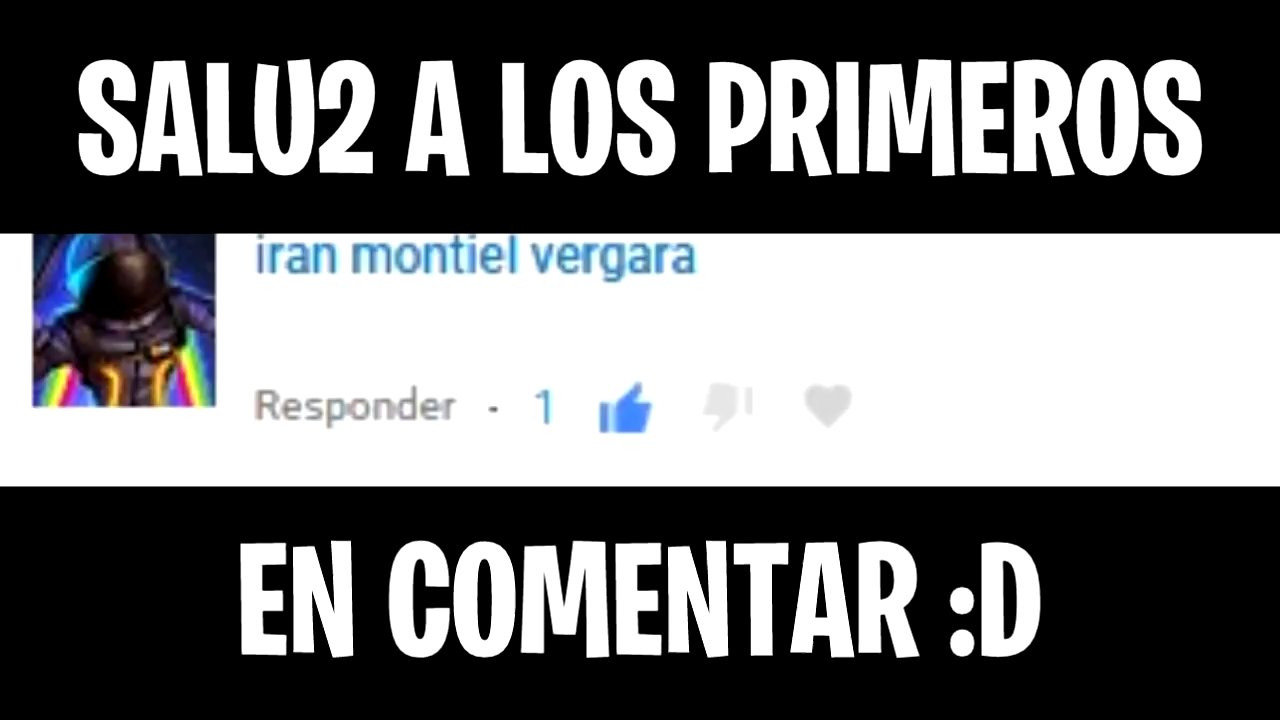 SALU2 A LOS PRIMEROS
iran montiel vergara
Responder · 1
EN COMENTAR :D